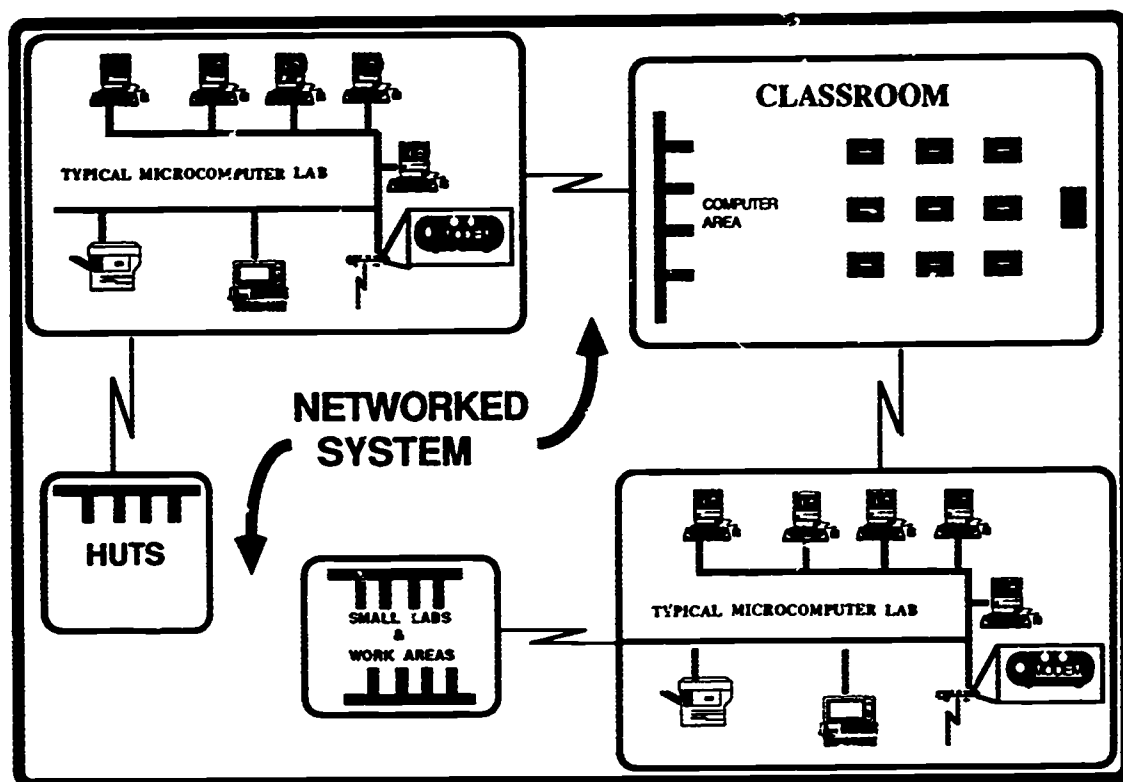 CLASSROOM
TYPICAL MICROCOMPUTER LAB
COMPUTER
AREA
MODEM
NETWORKED
SYSTEM
HUTS
SMALL LABS
&
WORK AREAS
TYPICAL MICROCOMPUTER LAB
MODEM